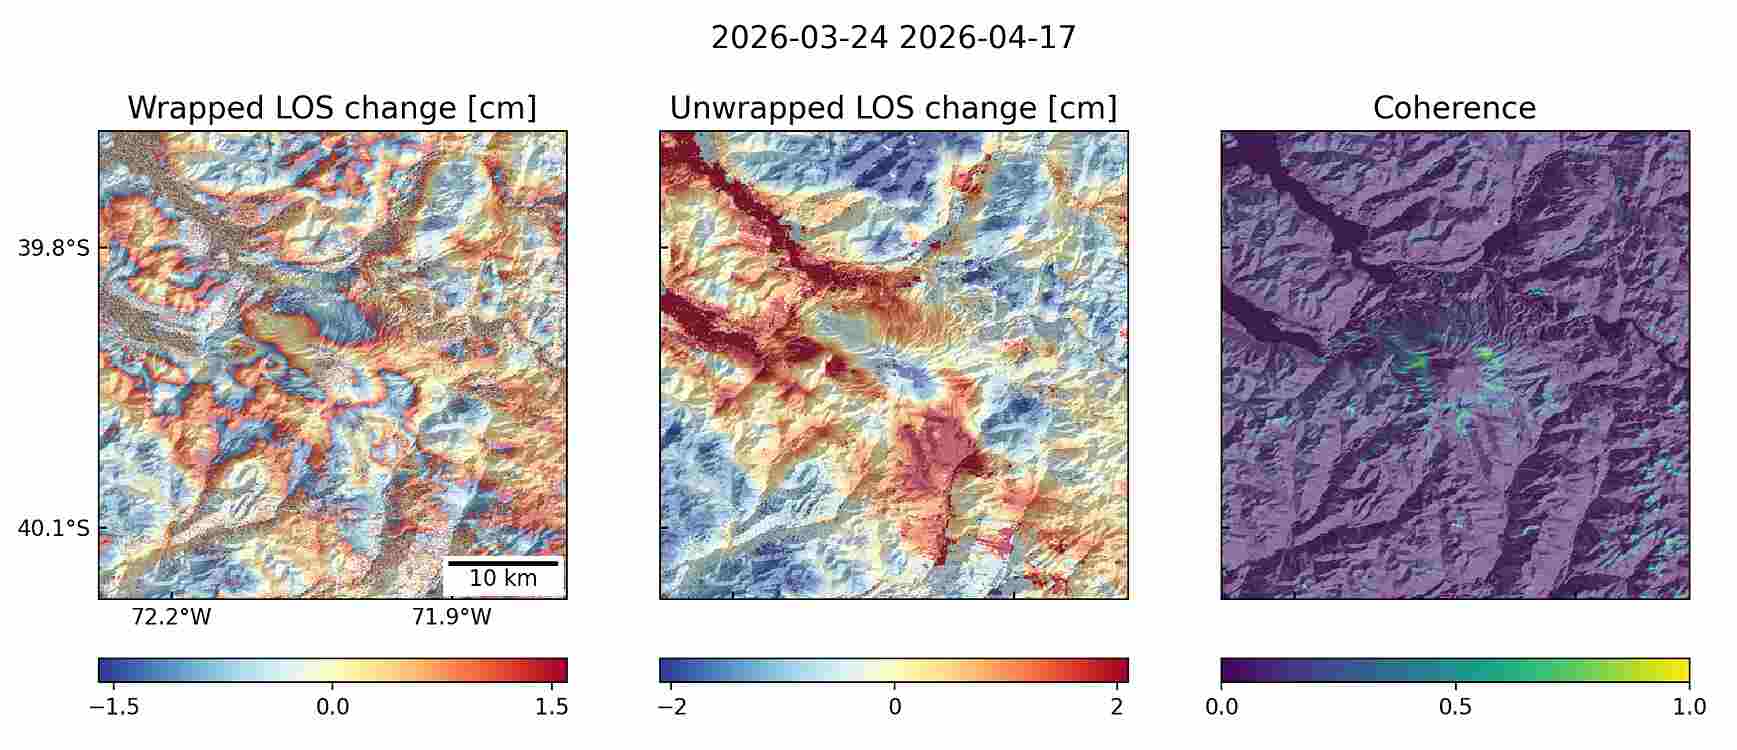 2026-03-24 2026-04-17
Wrapped LOS change [cm]
Unwrapped LOS change [cm]
Coherence
39.8°S
40.1°S
10 km
72.2°W
71.9°W
−1.5
0.0
1.5
−2
0
2
0.0
0.5
1.0